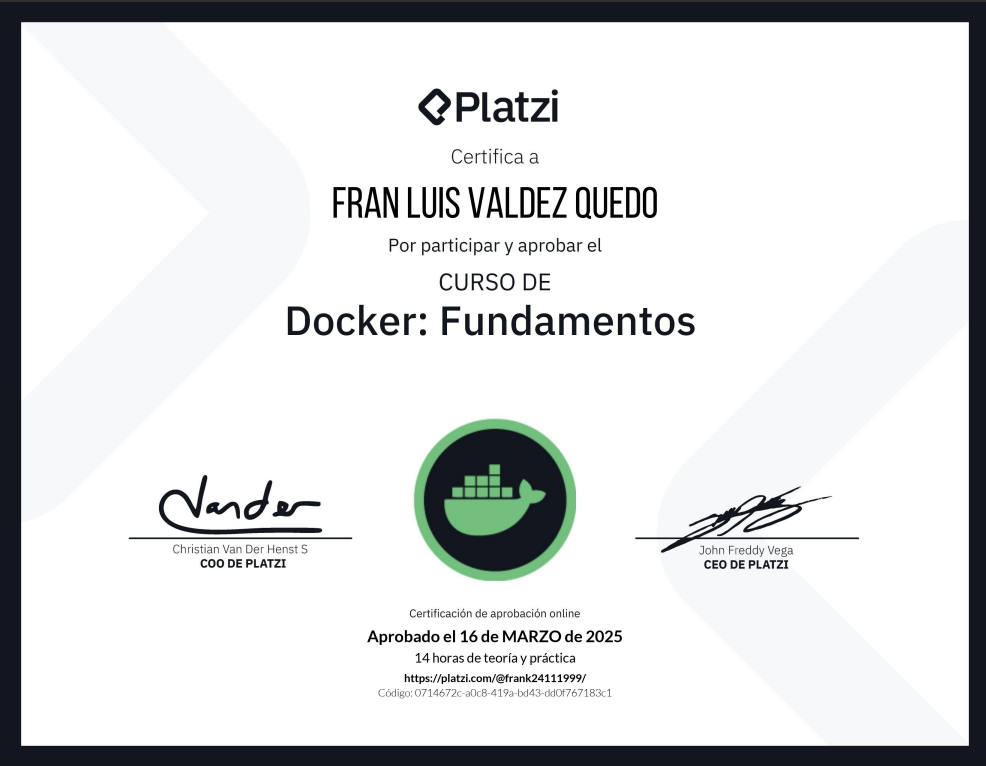 Platzi
Certifica a
FRAN LUIS VALDEZ QUEDO
Por participar y aprobar el
CURSO DE
Docker: Fundamentos
Vander
Christian Van Der Henst S
COO DE PLATZI
John Freddy Vega
CEO DE PLATZI
Certificación de aprobación online
Aprobado el 16 de MARZO de 2025
14 horas de teoría y práctica
https://platzi.com/@frank24111999/
Código: 0714672c-a0c8-419a-bd43-dd0f767183c1